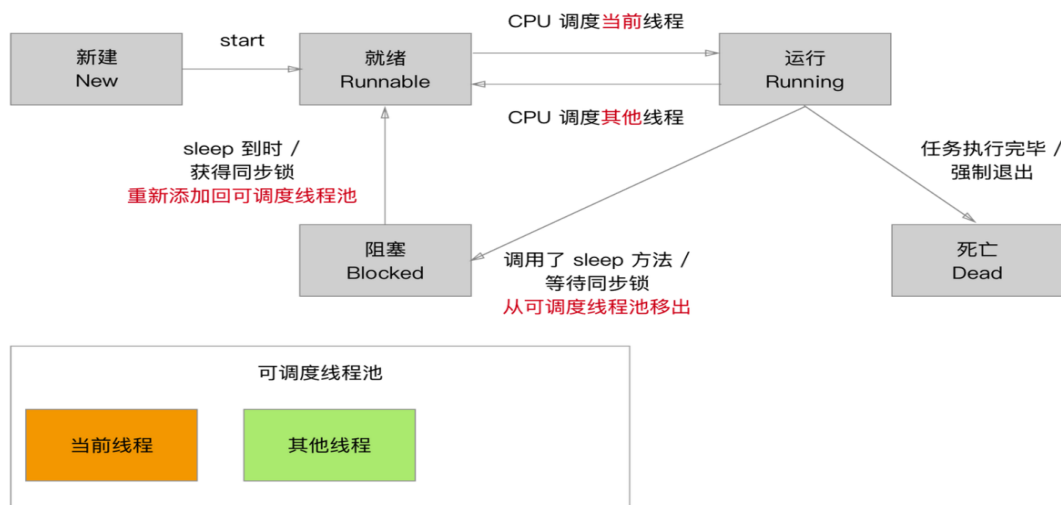 新建
New
start
就绪
Runnable
CPU 调度当前线程
CPU 调度其他线程
运行
Running
sleep 到时 /
获得同步锁
重新添加回可调度线程池
任务执行完毕 /
强制退出
阻塞
Blocked
调用了 sleep 方法 /
等待同步锁
从可调度线程池移出
死亡
Dead
可调度线程池
当前线程
其他线程